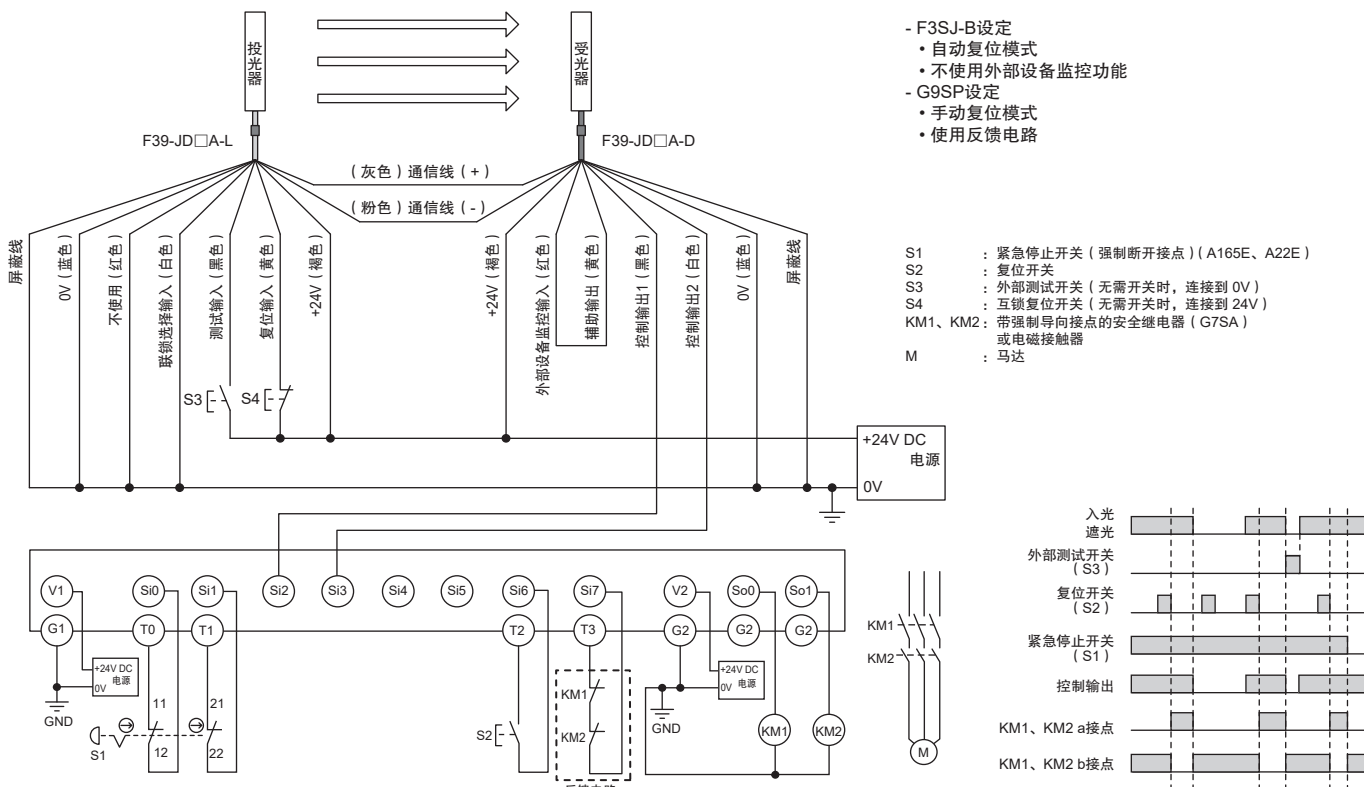 投光器
受光器
F39-JD□A-L
F39-JD□A-D
（灰色）通信线（+）
（粉色）通信线（-）
屏蔽线
0V（蓝色）
不使用（红色）
联锁选择输入（白色）
测试输入（黑色）
复位输入（黄色）
+24V（褐色）
+24V（褐色）
外部设备监控输入（红色）
辅助输出（黄色）
控制输出1（黑色）
控制输出2（白色）
0V（蓝色）
屏蔽线
S3
S4
+24V DC
电源
0V
- F3SJ-B设定
• 自动复位模式
• 不使用外部设备监控功能
- G9SP设定
• 手动复位模式
• 使用反馈电路
S1 ：紧急停止开关（强制断开接点）（A165E、A22E）
S2 ：复位开关
S3 ：外部测试开关（无需开关时，连接到 0V）
S4 ：互锁复位开关（无需开关时，连接到 24V）
KM1、KM2：带强制导向接点的安全继电器（G7SA）
或电磁接触器
M ：马达
V1 Si0 Si1 Si2 Si3 Si4 Si5 Si6 Si7 V2 So0 So1
G1 T0 T1 T2 T3 G2 G2 G2
+24V DC
电源
0V
GND
11
12
21
22
S1
S2
KM1
KM2
+24V DC
电源
0V
GND
KM1
KM2
KM1
KM2
M
入光
遮光
外部测试开关
（S3）
复位开关
（S2）
紧急停止开关
（S1）
控制输出
KM1、KM2 a接点
KM1、KM2 b接点